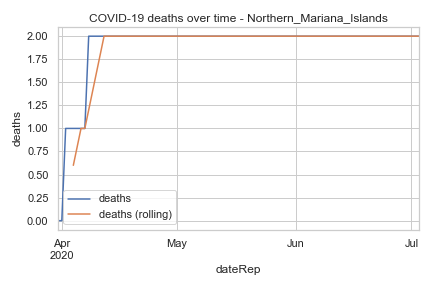 COVID-19 deaths over time - Northern_Mariana_Islands
2.00
1.75
1.50
1.25
1.00
0.75
0.50
0.25
0.00
deaths
deaths
deaths (rolling)
Apr
2020
May
Jun
Jul
dateRep